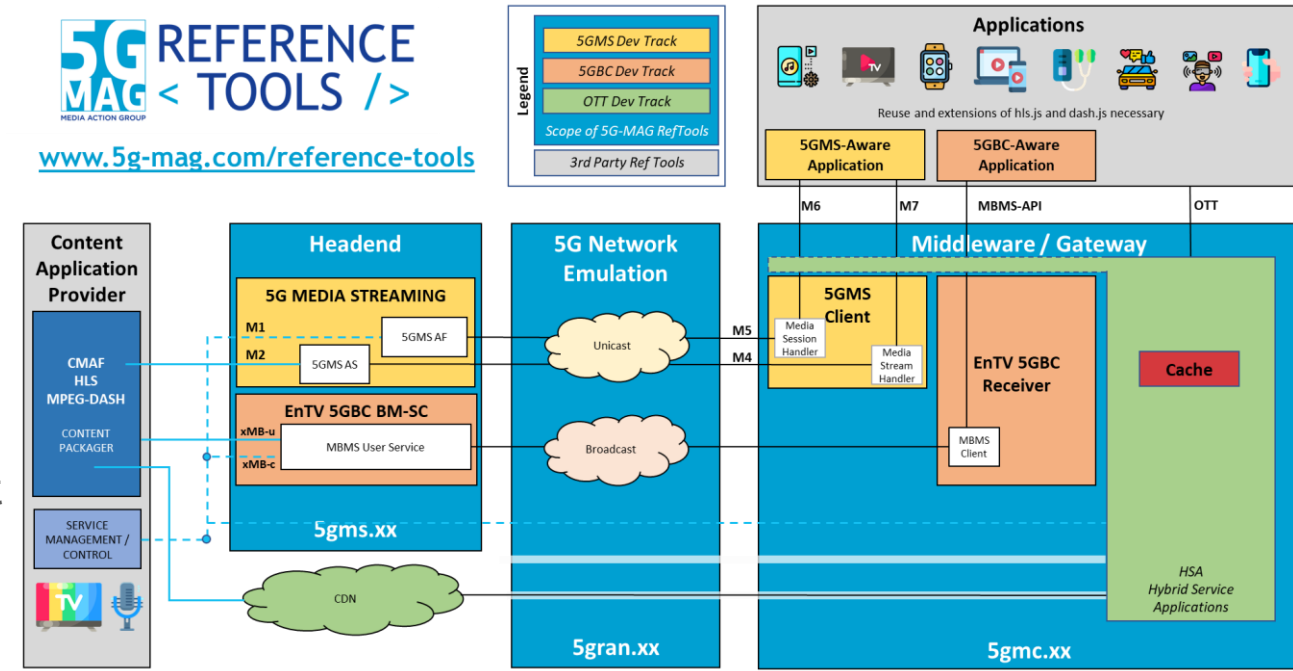 5G
MAG
MEDIA ACTION GROUP
REFERENCE
< TOOLS />
www.5g-mag.com/reference-tools
Legend
5GMS Dev Track
5GBC Dev Track
OTT Dev Track
Scope of 5G-MAG RefTools
3rd Party Ref Tools
Applications
TV
Reuse and extensions of hls.js and dash.js necessary
5GMS-Aware
Application
5GBC-Aware
Application
M6
M7
MBMS-API
OTT
Content
Application
Provider
CMAF
HLS
MPEG-DASH
CONTENT
PACKAGER
SERVICE
MANAGEMENT /
CONTROL
TV
Headend
5G MEDIA STREAMING
M1
5GMS AF
M2
5GMS AS
EnTV 5GBC BM-SC
xMB-u
MBMS User Service
xMB-c
5gms.xx
CDN
5G Network
Emulation
Unicast
Broadcast
5gran.xx
Middleware / Gateway
M5
M4
5GMS
Client
Media
Session
Handler
Media
Stream
Handler
EnTV 5GBC
Receiver
MBMS
Client
Cache
HSA
Hybrid Service
Applications
5gmc.xx